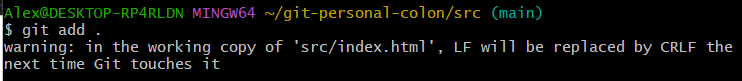 Alex@DESKTOP-RP4RLDN MINGW64 ~/git-personal-colon/src (main)
$ git add .
warning: in the working copy of 'src/index.html', LF will be replaced by CRLF the
next time Git touches it